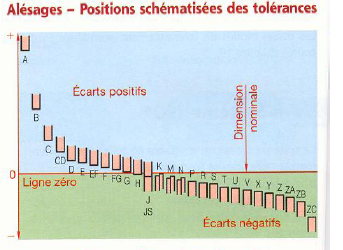 Alésages – Positions schématisées des tolérances
+
A
Écarts positifs
B
Dimension
nominale
C
CD
D
E
EF
F
FG
G
H
K
M
N
P
R
S
T
U
V
X
Y
Z
ZA
ZB
ZC
0
Ligne zéro
J
JS
Écarts négatifs
–